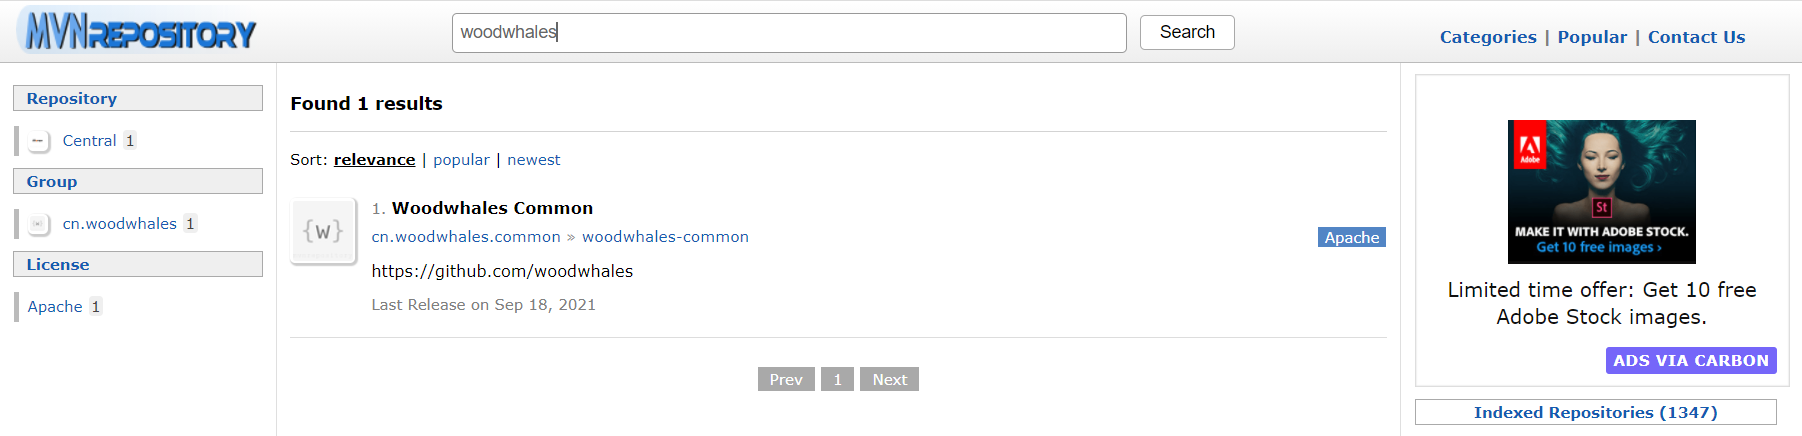 MVNREPOSITORY
woodwhales
Search
Categories | Popular | Contact Us
Repository
Central 1
Group
cn.woodwhales 1
License
Apache 1
Found 1 results
Sort: relevance | popular | newest
{w}
1. Woodwhales Common
cn.woodwhales.common » woodwhales-common
Apache
https://github.com/woodwhales
Last Release on Sep 18, 2021
Prev 1 Next
Adobe
St
MAKE IT WITH ADOBE STOCK.
Get 10 free images ›
Limited time offer: Get 10 free
Adobe Stock images.
ADS VIA CARBON
Indexed Repositories (1347)